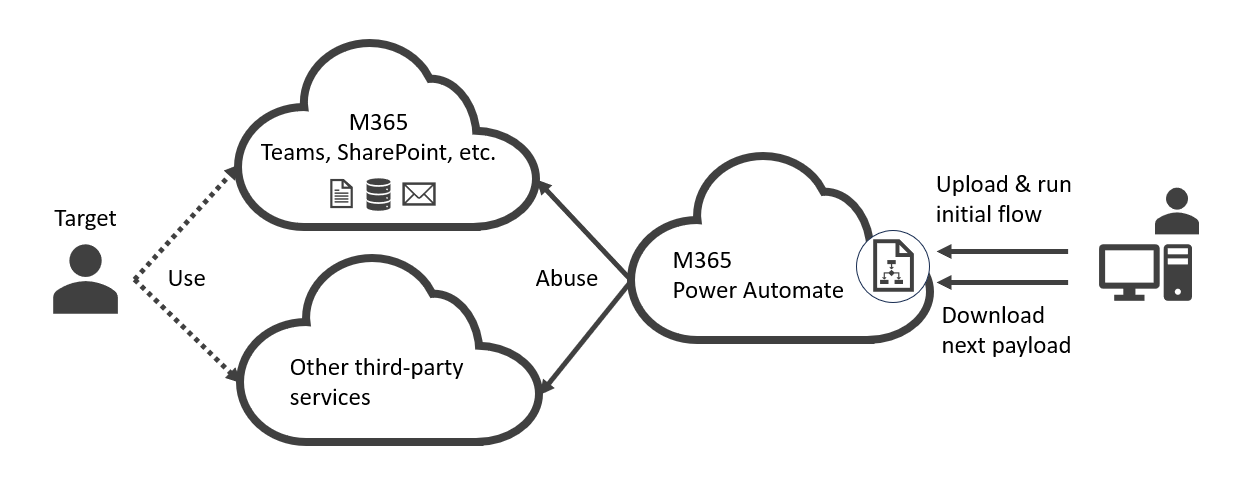 Target
Use
M365
Teams, SharePoint, etc.
Other third-party
services
Abuse
M365
Power Automate
Upload & run
initial flow
Download
next payload